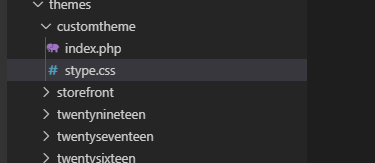 themes
customtheme
index.php
# stype.css
storefront
twentynineteen
twentyseventeen
twentysixteen